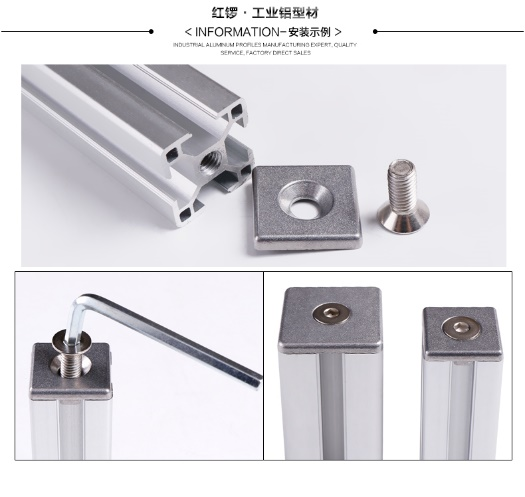 红锣·工业铝型材
<INFORMATION-安装示例>
INDUSTRIAL ALUMINUM PROFILES MANUFACTURING EXPERT, QUALITY
SERVICE, FACTORY DIRECT SALES